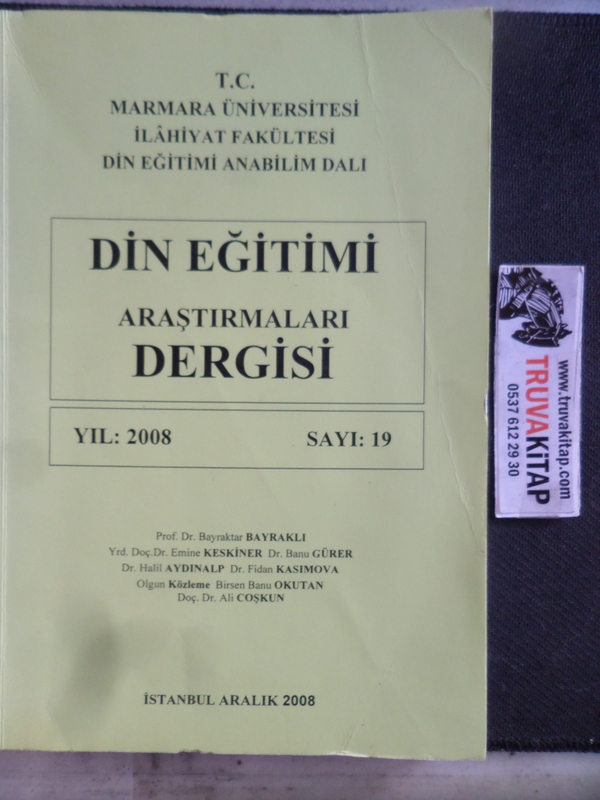 T.C.
MARMARA ÜNİVERSİTESİ
İLÂHİYAT FAKÜLTESİ
DİN EĞİTİMİ ANABİLİM DALI
DİN EĞİTİMİ
ARAŞTIRMALARI
DERGİSİ
YIL: 2008 SAYI: 19
Prof. Dr. Bayraktar BAYRAKLI
Yrd. Doç.Dr. Emine KESKİNER Dr. Banu GÜRER
Dr. Halil AYDINALP Dr. Fidan KASIMOVA
Olgun Közleme Birsen Banu OKUTAN
Doç. Dr. Ali COŞKUN
İSTANBUL ARALIK 2008
www.truvakitap.com
TRUVAKİTAP
0537 612 29 30